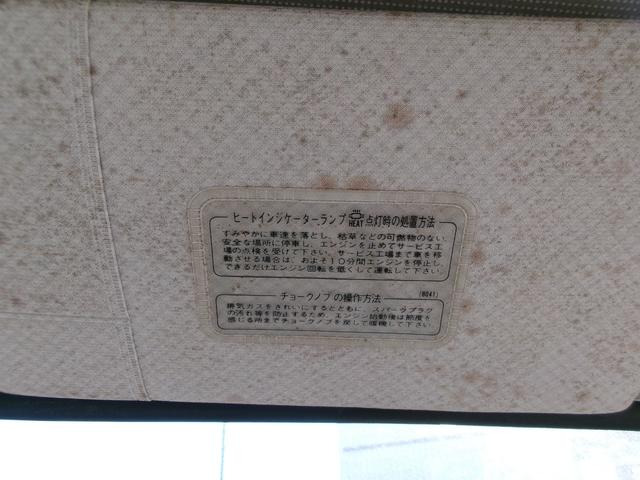 ヒートインジケーターランプ HEAT 点灯時の処置方法
すみやかに車速を落とし、枯草などの可燃物のない、
安全な場所に停車し、エンジンを止めてサービス工
場の点検を受けて下さい。サービス工場まで車を移
動させる場合は、およそ10分間エンジンを停止し、
できるだけエンジン回転を低くして運転して下さい。
チョークノブの操作方法 (8041)
排気ガスをきれいにするとともに、スパークプラグ
の汚れ等を防止するため、エンジン始動後は節度を
感じる所までチョークノブを戻して暖機して下さい。